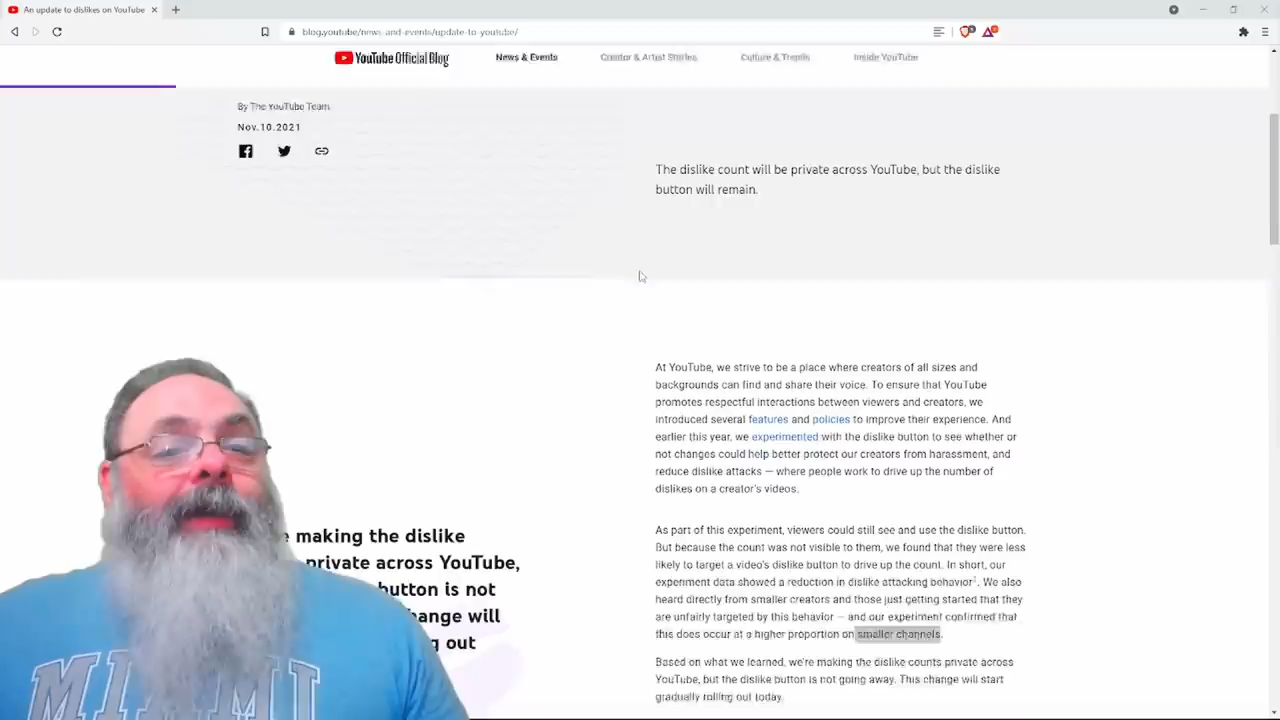 An update to dislikes on YouTube
blog.youtube/news-and-events/update-to-youtube/
YouTube Official Blog
News & Events
Creator & Artist Stories
Culture & Trends
Inside YouTube
By The YouTube Team
Nov.10.2021
The dislike count will be private across YouTube, but the dislike
button will remain.
At YouTube, we strive to be a place where creators of all sizes and
backgrounds can find and share their voice. To ensure that YouTube
promotes respectful interactions between viewers and creators, we
introduced several features and policies to improve their experience. And
earlier this year, we experimented with the dislike button to see whether or
not changes could help better protect our creators from harassment, and
reduce dislike attacks — where people work to drive up the number of
dislikes on a creator's videos.
making the dislike
private across YouTube,
button is not
hange will
g out
As part of this experiment, viewers could still see and use the dislike button.
But because the count was not visible to them, we found that they were less
likely to target a video's dislike button to drive up the count. In short, our
experiment data showed a reduction in dislike attacking behavior¹. We also
heard directly from smaller creators and those just getting started that they
are unfairly targeted by this behavior — and our experiment confirmed that
this does occur at a higher proportion on smaller channels.
Based on what we learned, we're making the dislike counts private across
YouTube, but the dislike button is not going away. This change will start
gradually rolling out today.